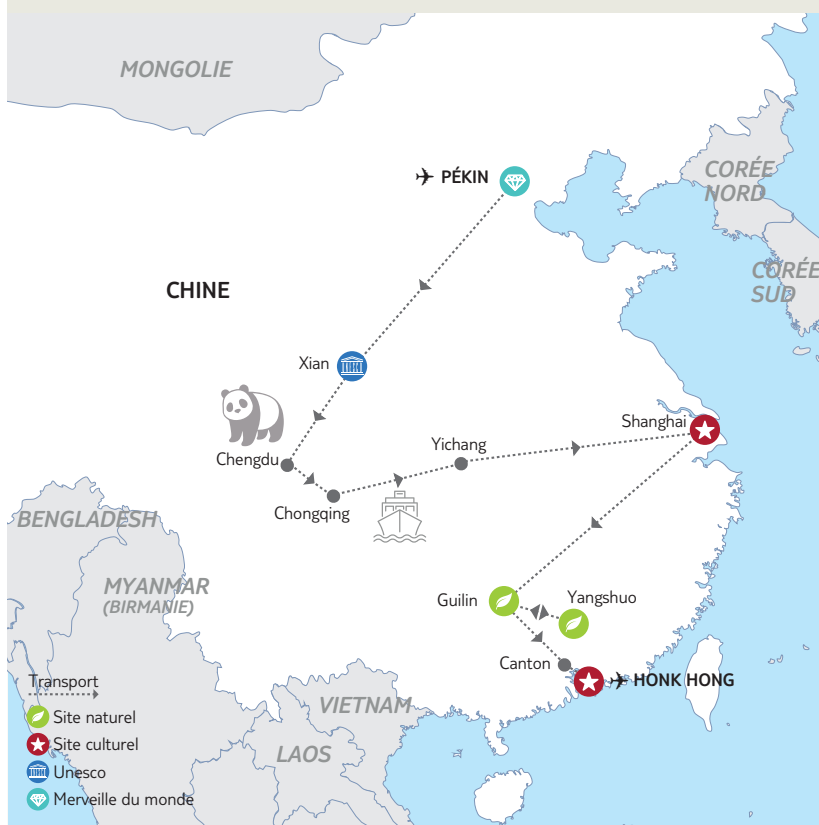 MONGOLIE
PÉKIN
CORÉE
NORD
CORÉE
SUD
CHINE
Xian
Shanghai
Yichang
Chengdu
Chongqing
BENGLADESH
MYANMAR
(BIRMANIE)
Guilin
Yangshuo
Canton
HONK HONG
VIETNAM
LAOS
Transport
Site naturel
Site culturel
Unesco
Merveille du monde